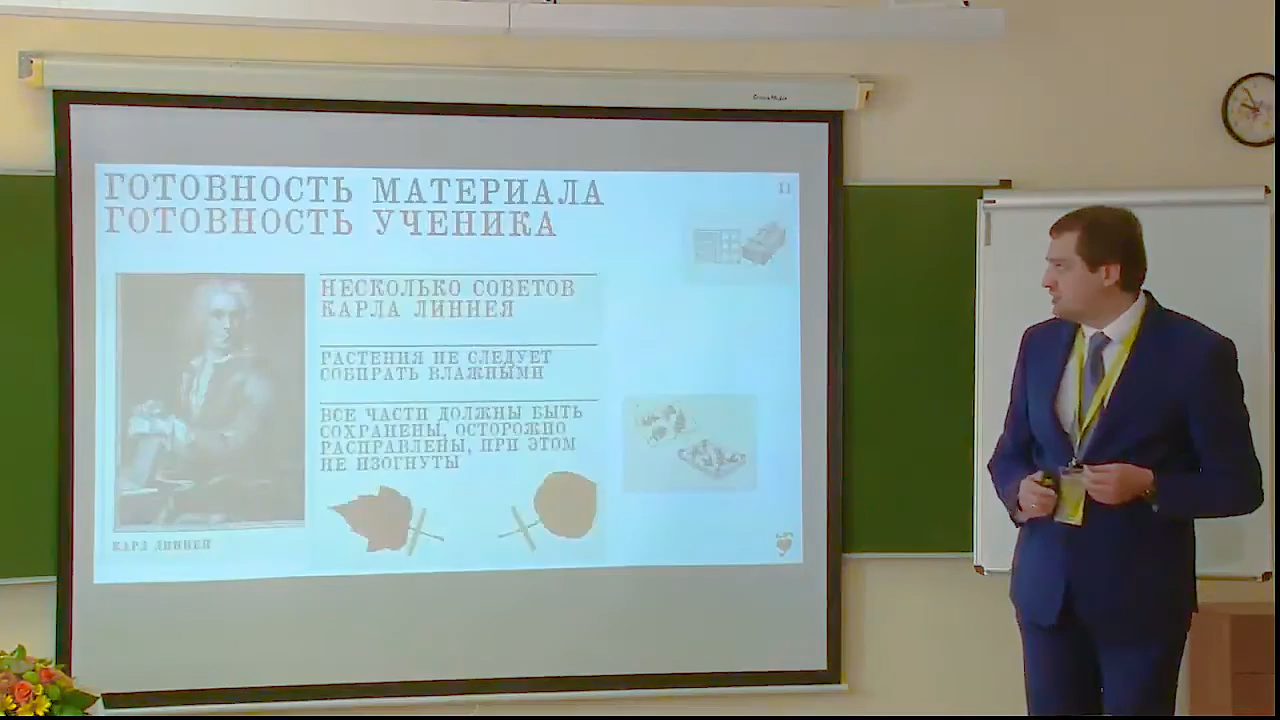 ГОТОВНОСТЬ МАТЕРИАЛА
ГОТОВНОСТЬ УЧЕНИКА
11
НЕСКОЛЬКО СОВЕТОВ
КАРЛА ЛИННЕЯ
РАСТЕНИЯ НЕ СЛЕДУЕТ
СОБИРАТЬ ВЛАЖНЫМИ
ВСЕ ЧАСТИ ДОЛЖНЫ БЫТЬ
СОХРАНЕНЫ, ОСТОРОЖНО
РАСПРАВЛЕНЫ, ПРИ ЭТОМ
НЕ ИЗОГНУТЫ
КАРЛ ЛИННЕЙ